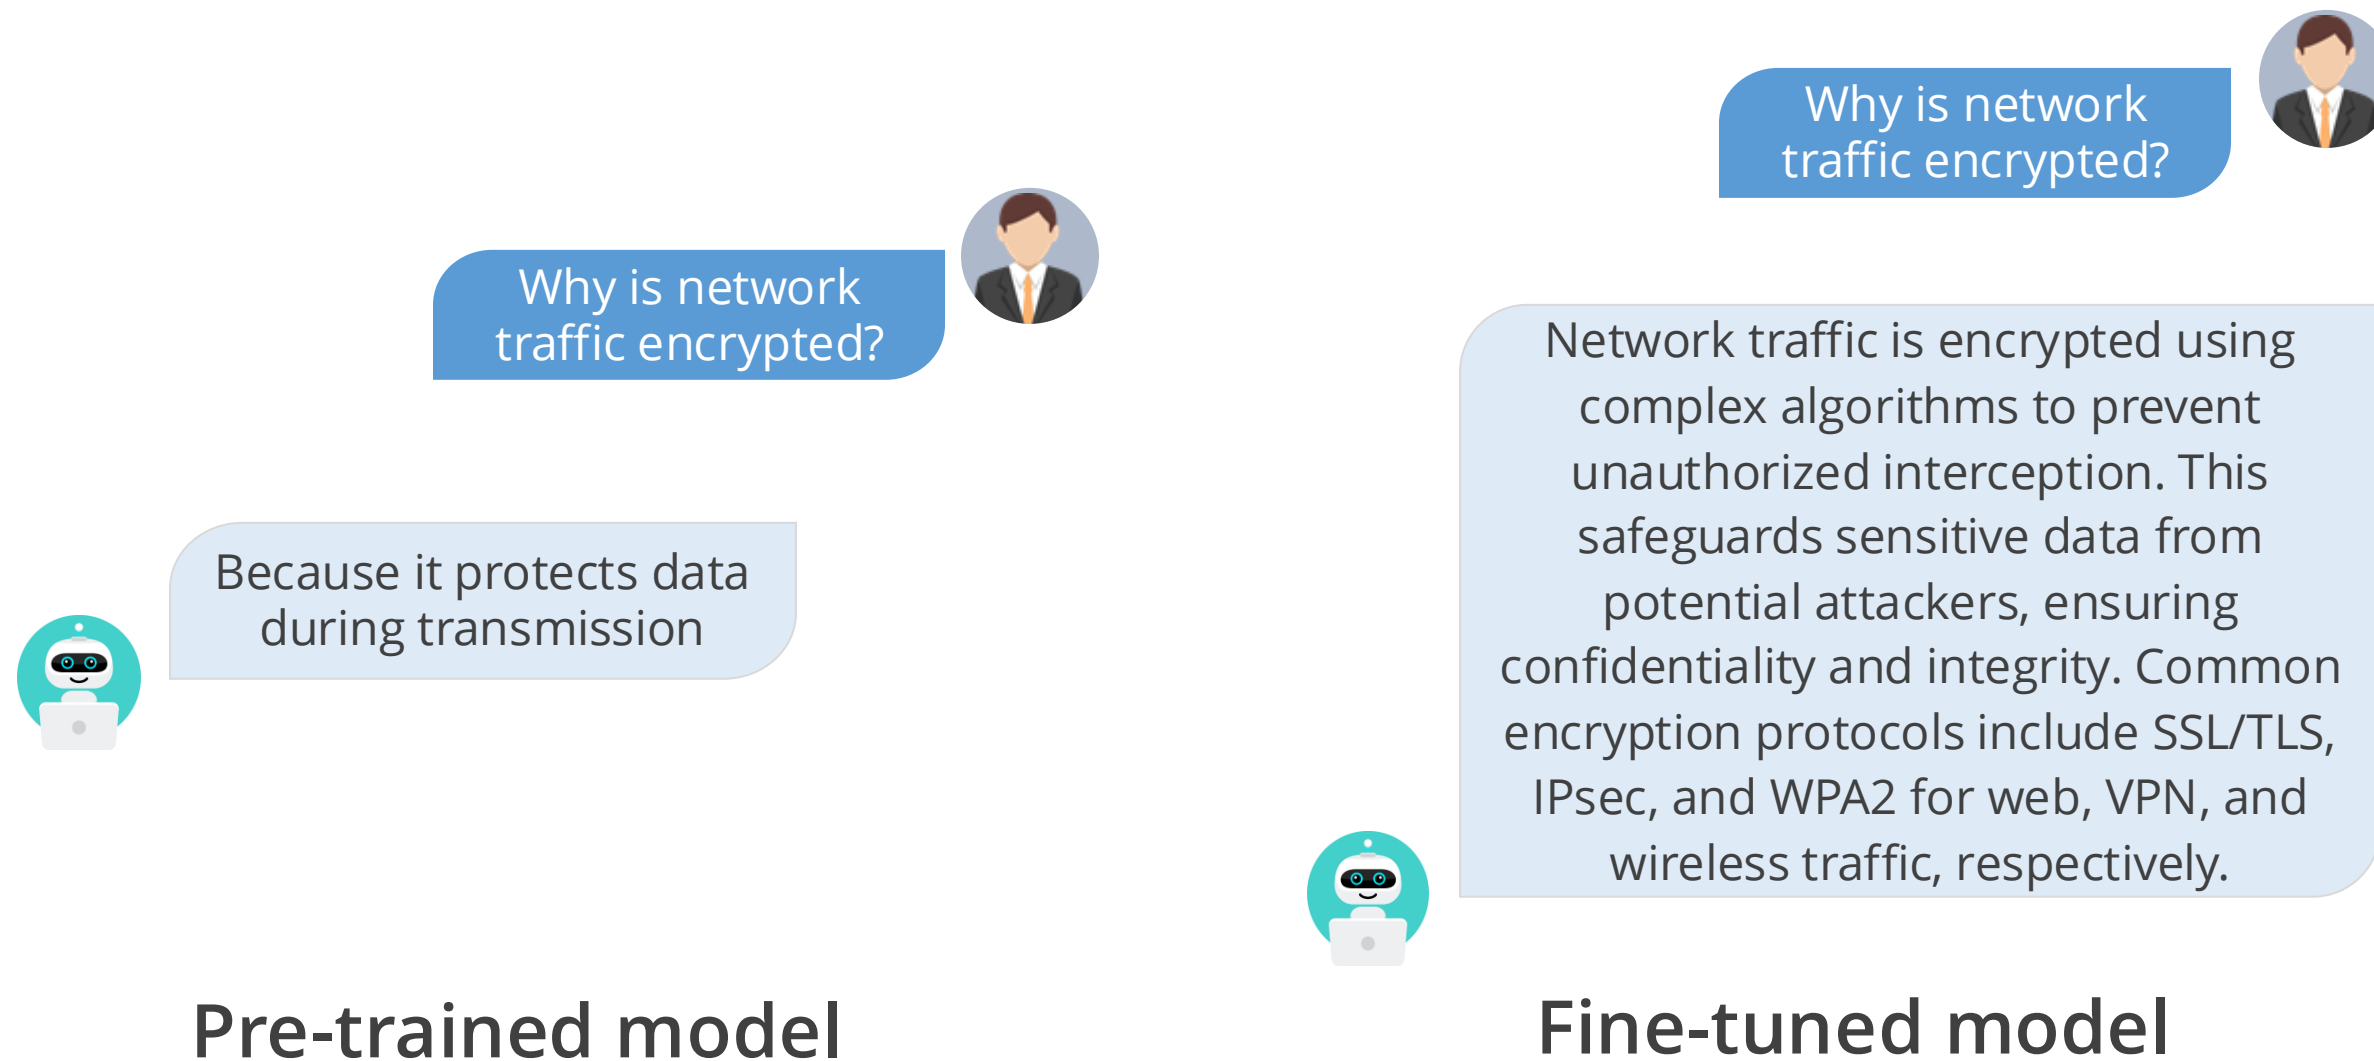 Why is network
traffic encrypted?
Because it protects data
during transmission
Pre-trained model
Why is network
traffic encrypted?
Network traffic is encrypted using
complex algorithms to prevent
unauthorized interception. This
safeguards sensitive data from
potential attackers, ensuring
confidentiality and integrity. Common
encryption protocols include SSL/TLS,
IPsec, and WPA2 for web, VPN, and
wireless traffic, respectively.
Fine-tuned model